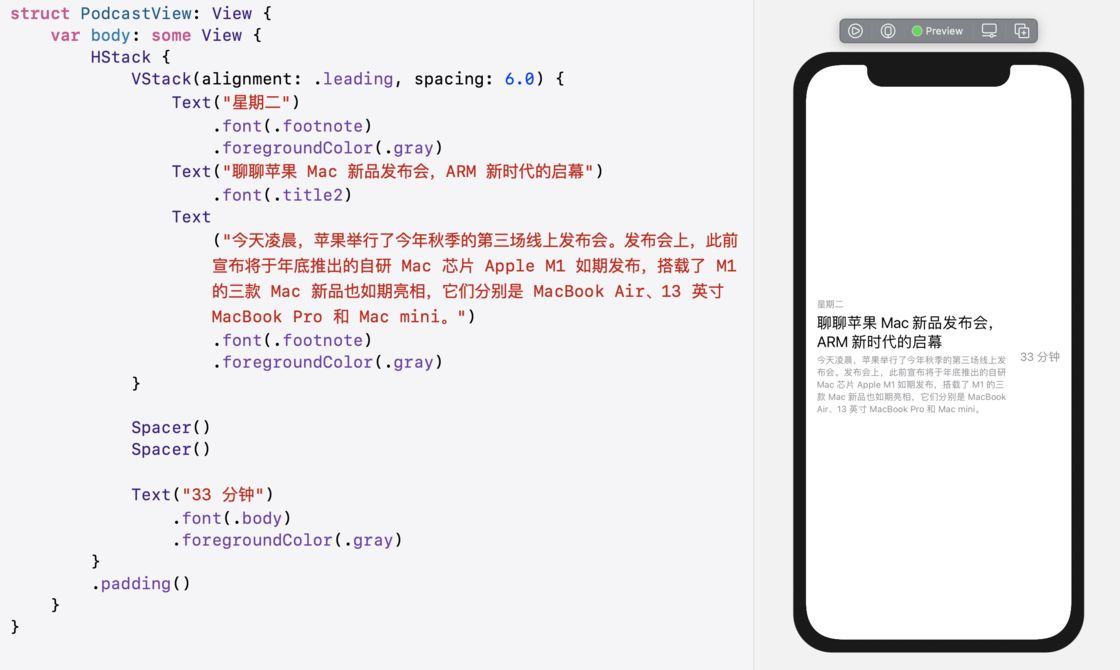 struct PodcastView: View {
var body: some View {
HStack {
VStack(alignment: .leading, spacing: 6.0) {
Text("星期二")
.font(.footnote)
.foregroundColor(.gray)
Text("聊聊苹果 Mac 新品发布会，ARM 新时代的启幕")
.font(.title2)
Text
("今天凌晨，苹果举行了今年秋季的第三场线上发布会。发布会上，此前
宣布将于年底推出的自研 Mac 芯片 Apple M1 如期发布，搭载了 M1
的三款 Mac 新品也如期亮相，它们分别是 MacBook Air、13 英寸
MacBook Pro 和 Mac mini。")
.font(.footnote)
.foregroundColor(.gray)
}
Spacer()
Spacer()
Text("33 分钟")
.font(.body)
.foregroundColor(.gray)
}
.padding()
}
}
Preview
星期二
聊聊苹果 Mac 新品发布会，
ARM 新时代的启幕
今天凌晨，苹果举行了今年秋季的第三场线上发
布会。发布会上，此前宣布将于年底推出的自研
Mac 芯片 Apple M1 如期发布，搭载了 M1 的三
款 Mac 新品也如期亮相，它们分别是 MacBook
Air、13 英寸 MacBook Pro 和 Mac mini。
33 分钟